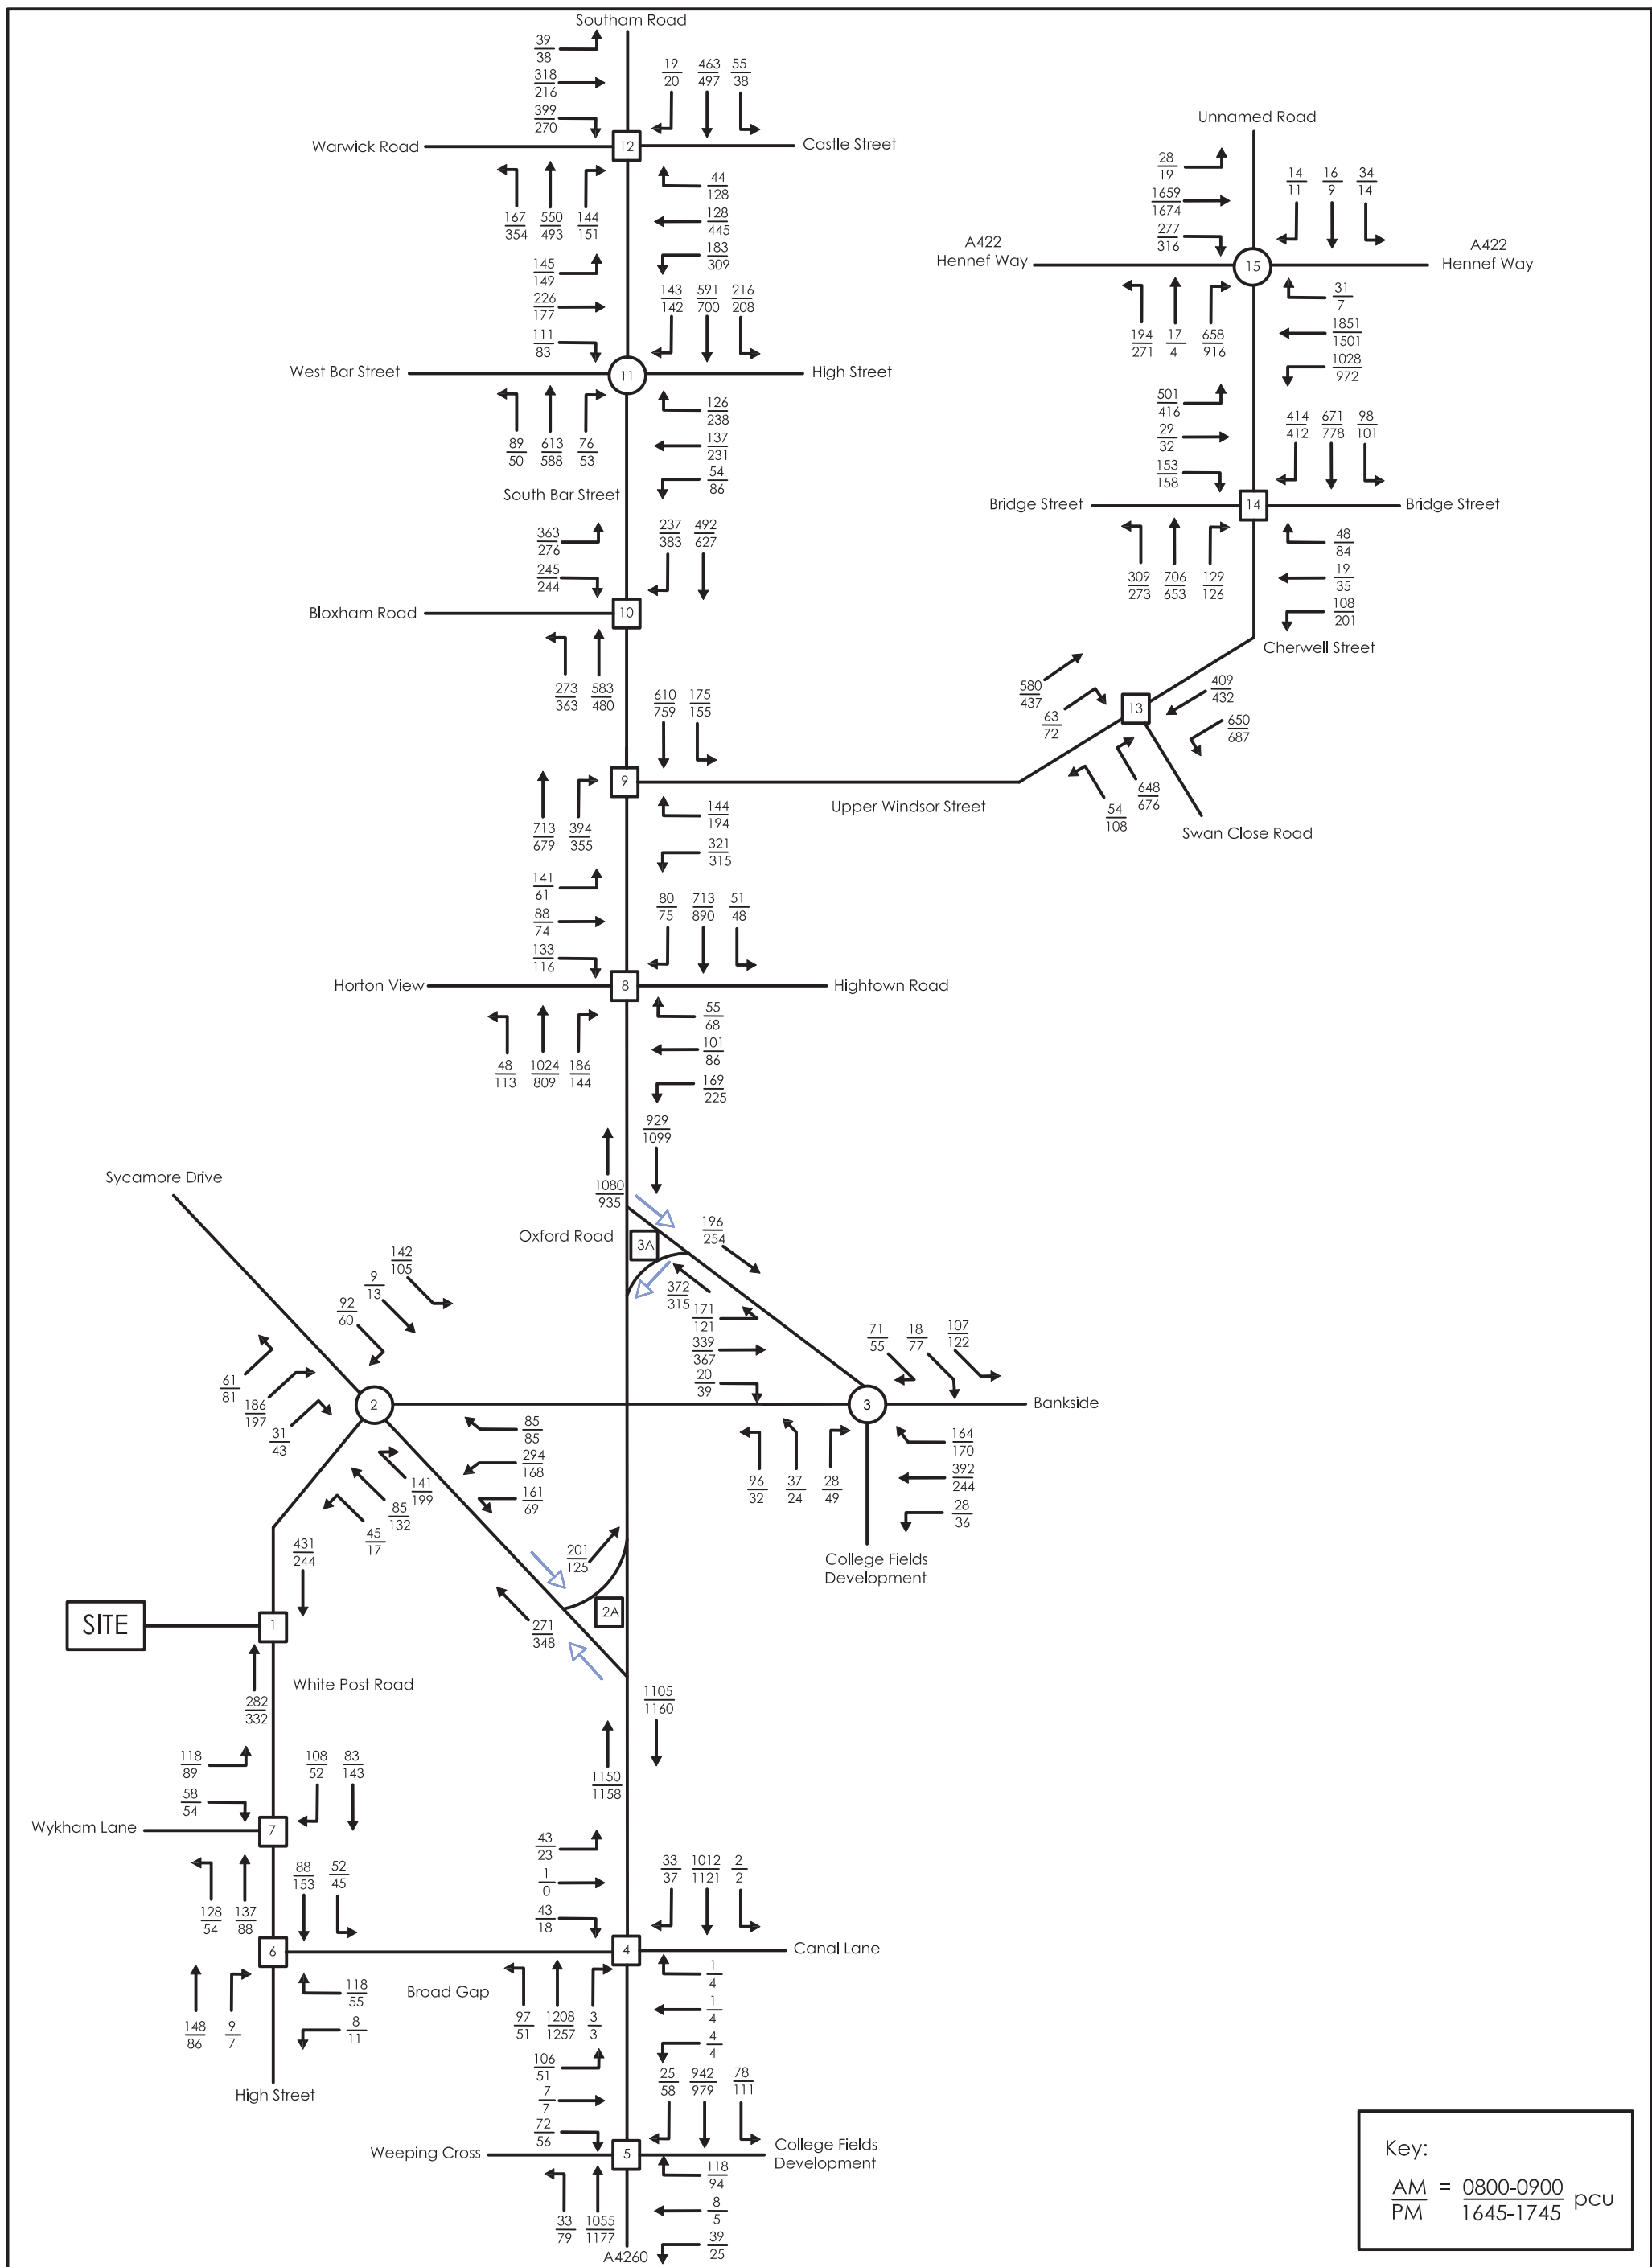 Southam Road
39
38
318
216
399
270
19 463 55
20 497 38
Warwick Road
12
Castle Street
167 550 144
354 493 151
44
128
128
445
183
309
145
149
226
177
111
83
143 591 216
142 700 208
West Bar Street
11
High Street
89 613 76
50 588 53
126
238
137
231
54
86
South Bar Street
363
276
245
244
237 492
383 627
Bloxham Road
10
273 583
363 480
610 175
759 155
9
713 394
679 355
Upper Windsor Street
144
194
321
315
141
61
88
74
133
116
80 713 51
75 890 48
Horton View
8
Hightown Road
48 1024 186
113 809 144
55
68
101
86
169
225
Unnamed Road
28
19
1659
1674
277
316
14 16 34
11 9 14
A422
Hennef Way
15
A422
Hennef Way
194 17 658
271 4 916
31
7
1851
1501
1028
972
501
416
29
32
153
158
414 671 98
412 778 101
Bridge Street
14
Bridge Street
309 706 129
273 653 126
48
84
19
35
108
201
Cherwell Street
580
437
63
72
13
409
432
650
687
54
108
648
676
Swan Close Road
929
1099
1080
935
Oxford Road
3A
196
254
372
315
171
121
339
367
20
39
71 18 107
55 77 122
3
Bankside
96 37 28
32 24 49
164
170
392
244
28
36
College Fields
Development
Sycamore Drive
142
105
9
13
92
60
61
81
186
197
31
43
2
85
85
294
168
161
69
141
199
85
132
45
17
201
125
2A
271
348
431
244
SITE
1
White Post Road
282
332
1105
1160
1150
1158
118
89
58
54
108 83
52 143
Wykham Lane
7
128 137
54 88
88 52
153 45
6
148 9
86 7
118
55
8
11
High Street
Broad Gap
43
23
1
0
43
18
33 1012 2
37 1121 2
4
Canal Lane
97 1208 3
51 1257 3
1
4
1
4
4
4
106
51
7
7
72
56
25 942 78
58 979 111
Weeping Cross
5
College Fields
Development
33 1055
79 1177
118
94
8
5
39
25
A4260
Key:
AM = 0800-0900 pcu
PM 1645-1745